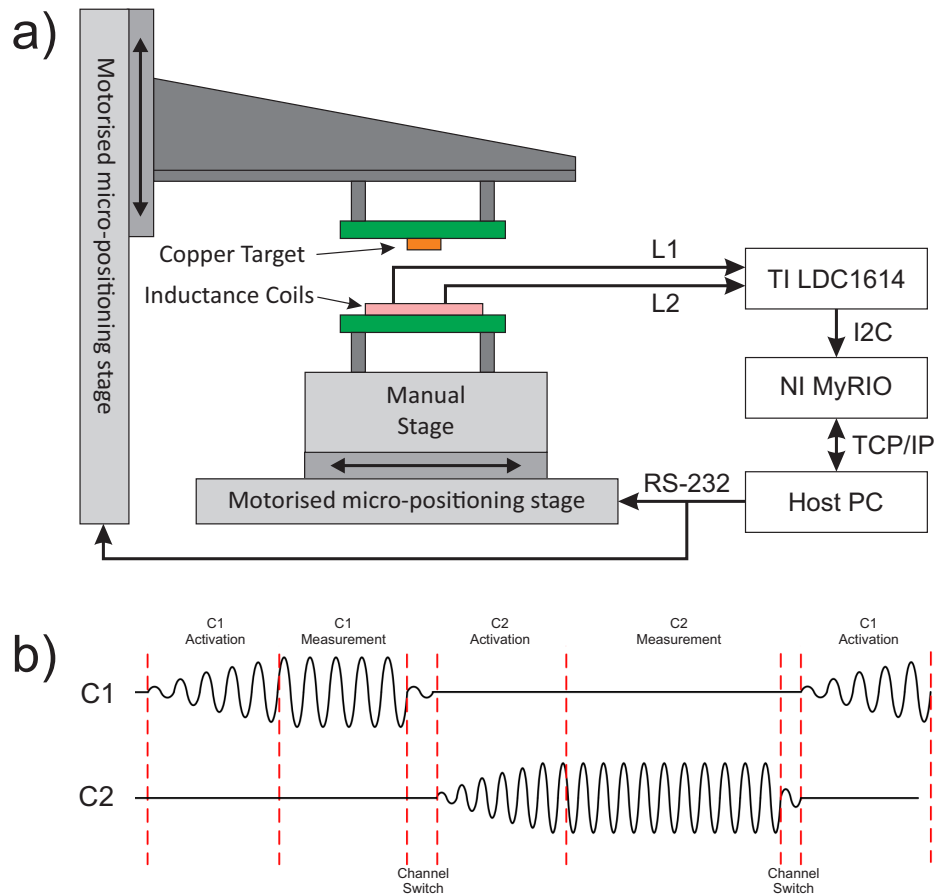 a)
Motorised micro-positioning stage
Copper Target
Inductance Coils
L1
L2
TI LDC1614
I2C
NI MyRIO
TCP/IP
Host PC
RS-232
Manual
Stage
Motorised micro-positioning stage
b)
C1
Activation
C1
Measurement
C2
Activation
C2
Measurement
C1
Activation
C1
C2
Channel
Switch
Channel
Switch